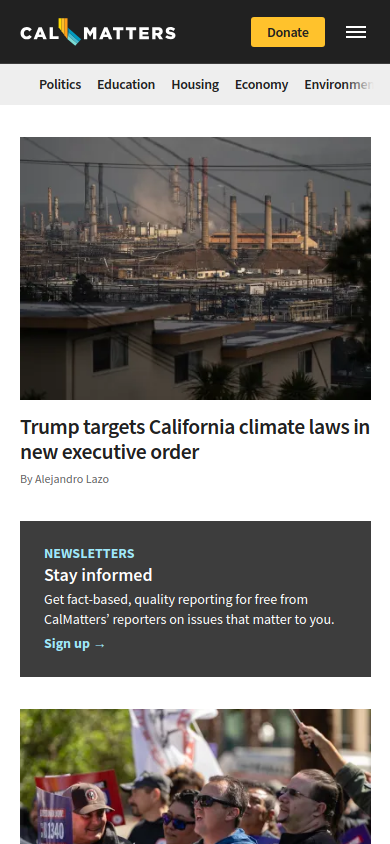 CAL MATTERS
Donate
Politics Education Housing Economy
Trump targets California climate laws in
new executive order
By Alejandro Lazo
NEWSLETTERS
Stay informed
Get fact-based, quality reporting for free from
CalMatters’ reporters on issues that matter to you.
Sign up →
1340